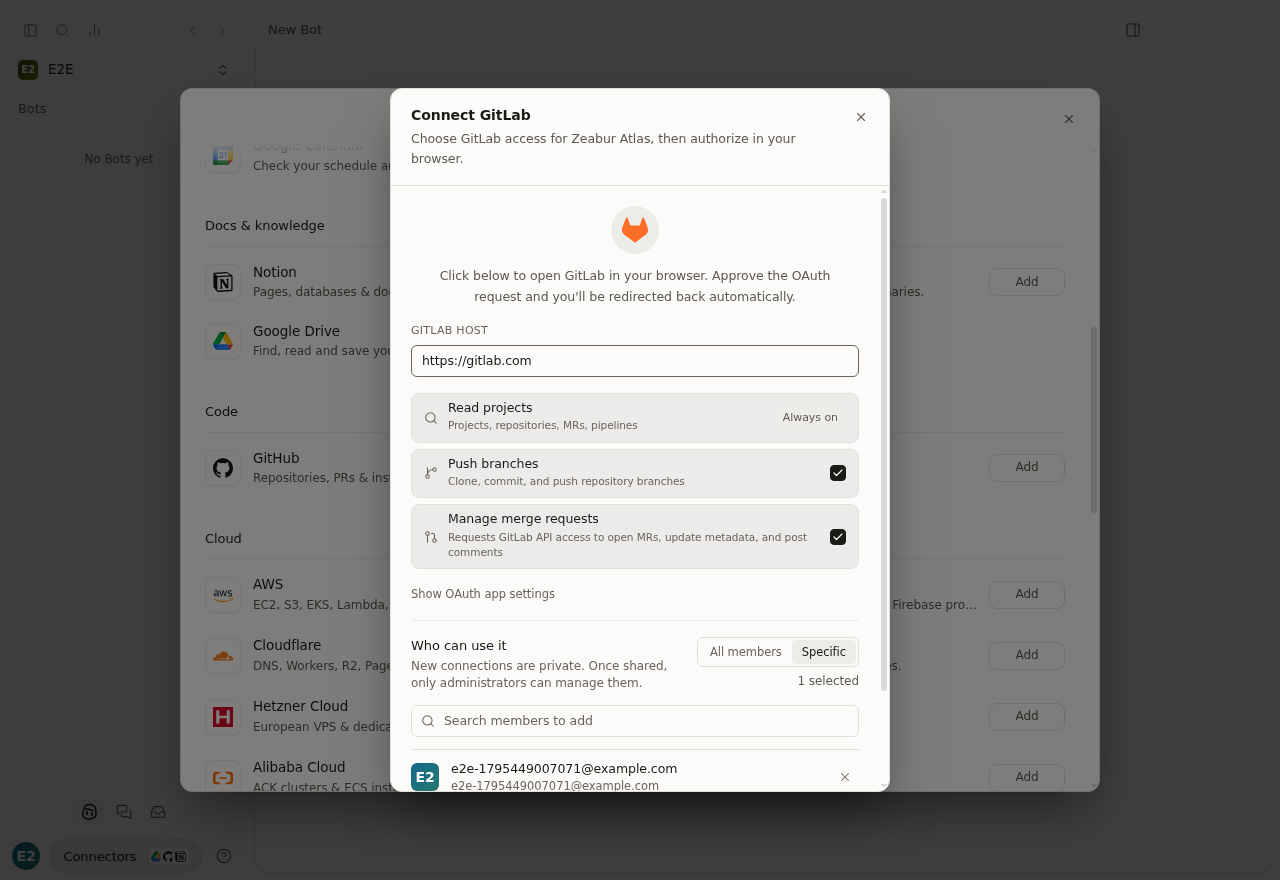 New Bot
E2 E2E
Bots
No Bots yet
Google Calendar
Check your schedule a
Docs & knowledge
Notion
Pages, databases & do
aries.
Add
Google Drive
Find, read and save you
Code
GitHub
Repositories, PRs & inst
Add
Cloud
aws
AWS
EC2, S3, EKS, Lambda,
Firebase pro...
Add
Cloudflare
DNS, Workers, R2, Page
s.
Add
Hetzner Cloud
European VPS & dedica
Add
Alibaba Cloud
ACK clusters & ECS inst
Add
Connect GitLab
Choose GitLab access for Zeabur Atlas, then authorize in your
browser.
Click below to open GitLab in your browser. Approve the OAuth
request and you'll be redirected back automatically.
GITLAB HOST
https://gitlab.com
Read projects
Projects, repositories, MRs, pipelines
Always on
Push branches
Clone, commit, and push repository branches
Manage merge requests
Requests GitLab API access to open MRs, update metadata, and post
comments
Show OAuth app settings
Who can use it
New connections are private. Once shared,
only administrators can manage them.
All members Specific
1 selected
Search members to add
E2
e2e-1795449007071@example.com
e2e-1795449007071@example.com
E2 Connectors